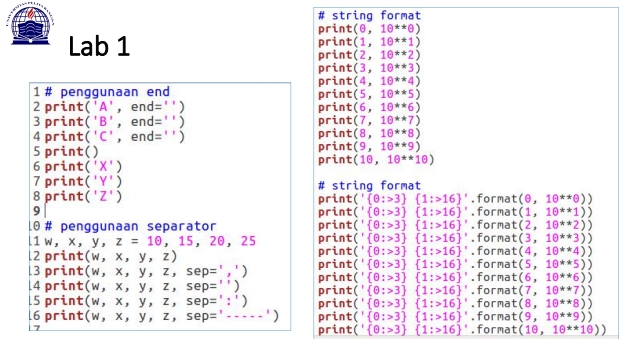 Lab 1
1 # penggunaan end
2 print('A', end='')
3 print('B', end='')
4 print('C', end='')
5 print()
6 print('X')
7 print('Y')
8 print('Z')
9
10 # penggunaan separator
11 w, x, y, z = 10, 15, 20, 25
12 print(w, x, y, z)
13 print(w, x, y, z, sep=',')
14 print(w, x, y, z, sep='')
15 print(w, x, y, z, sep=':')
16 print(w, x, y, z, sep='-----')
17
# string format
print(0, 10**0)
print(1, 10**1)
print(2, 10**2)
print(3, 10**3)
print(4, 10**4)
print(5, 10**5)
print(6, 10**6)
print(7, 10**7)
print(8, 10**8)
print(9, 10**9)
print(10, 10**10)
# string format
print('{0:>3} {1:>16}'.format(0, 10**0))
print('{0:>3} {1:>16}'.format(1, 10**1))
print('{0:>3} {1:>16}'.format(2, 10**2))
print('{0:>3} {1:>16}'.format(3, 10**3))
print('{0:>3} {1:>16}'.format(4, 10**4))
print('{0:>3} {1:>16}'.format(5, 10**5))
print('{0:>3} {1:>16}'.format(6, 10**6))
print('{0:>3} {1:>16}'.format(7, 10**7))
print('{0:>3} {1:>16}'.format(8, 10**8))
print('{0:>3} {1:>16}'.format(9, 10**9))
print('{0:>3} {1:>16}'.format(10, 10**10))